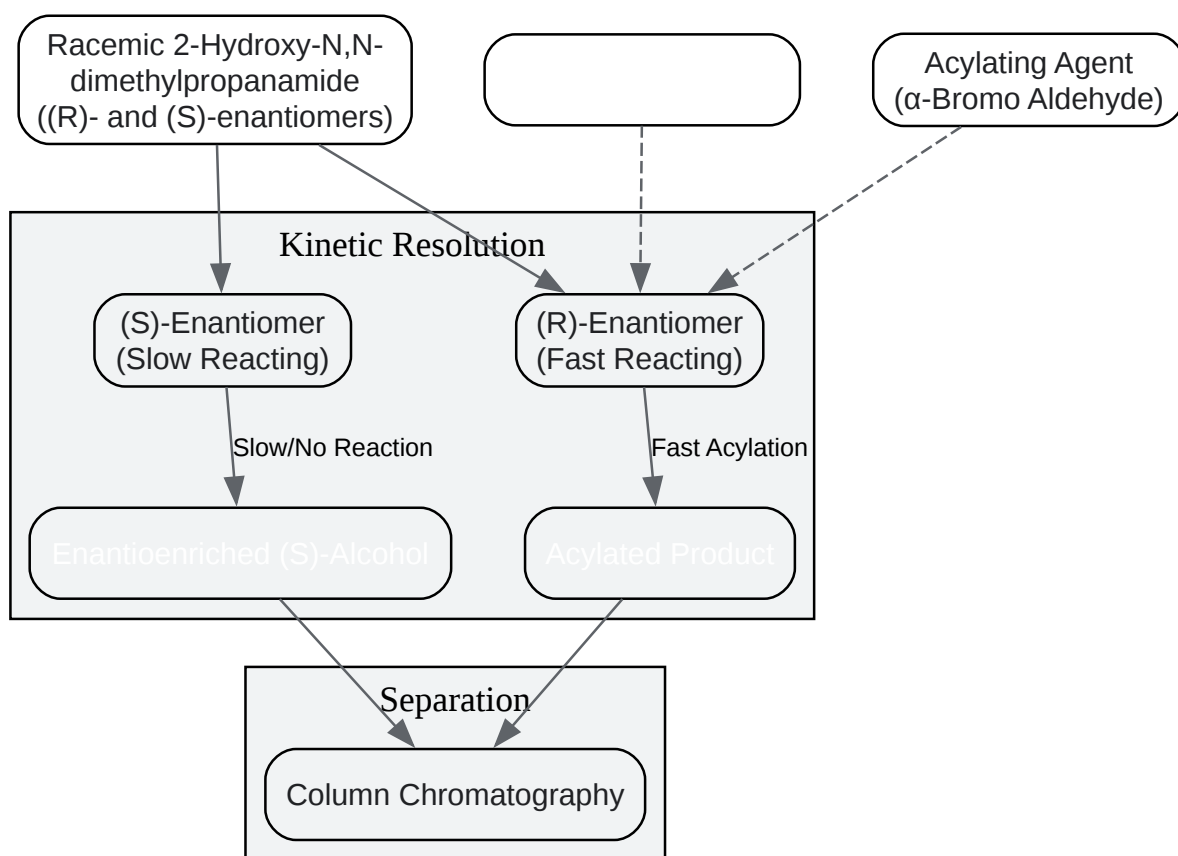 Racemic 2-Hydroxy-N,N-
dimethylpropanamide
((R)- and (S)-enantiomers)
Acylating Agent
(α-Bromo Aldehyde)
Kinetic Resolution
(S)-Enantiomer
(Slow Reacting)
(R)-Enantiomer
(Fast Reacting)
Slow/No Reaction
Fast Acylation
Enantioenriched (S)-Alcohol
Acylated Product
Separation
Column Chromatography